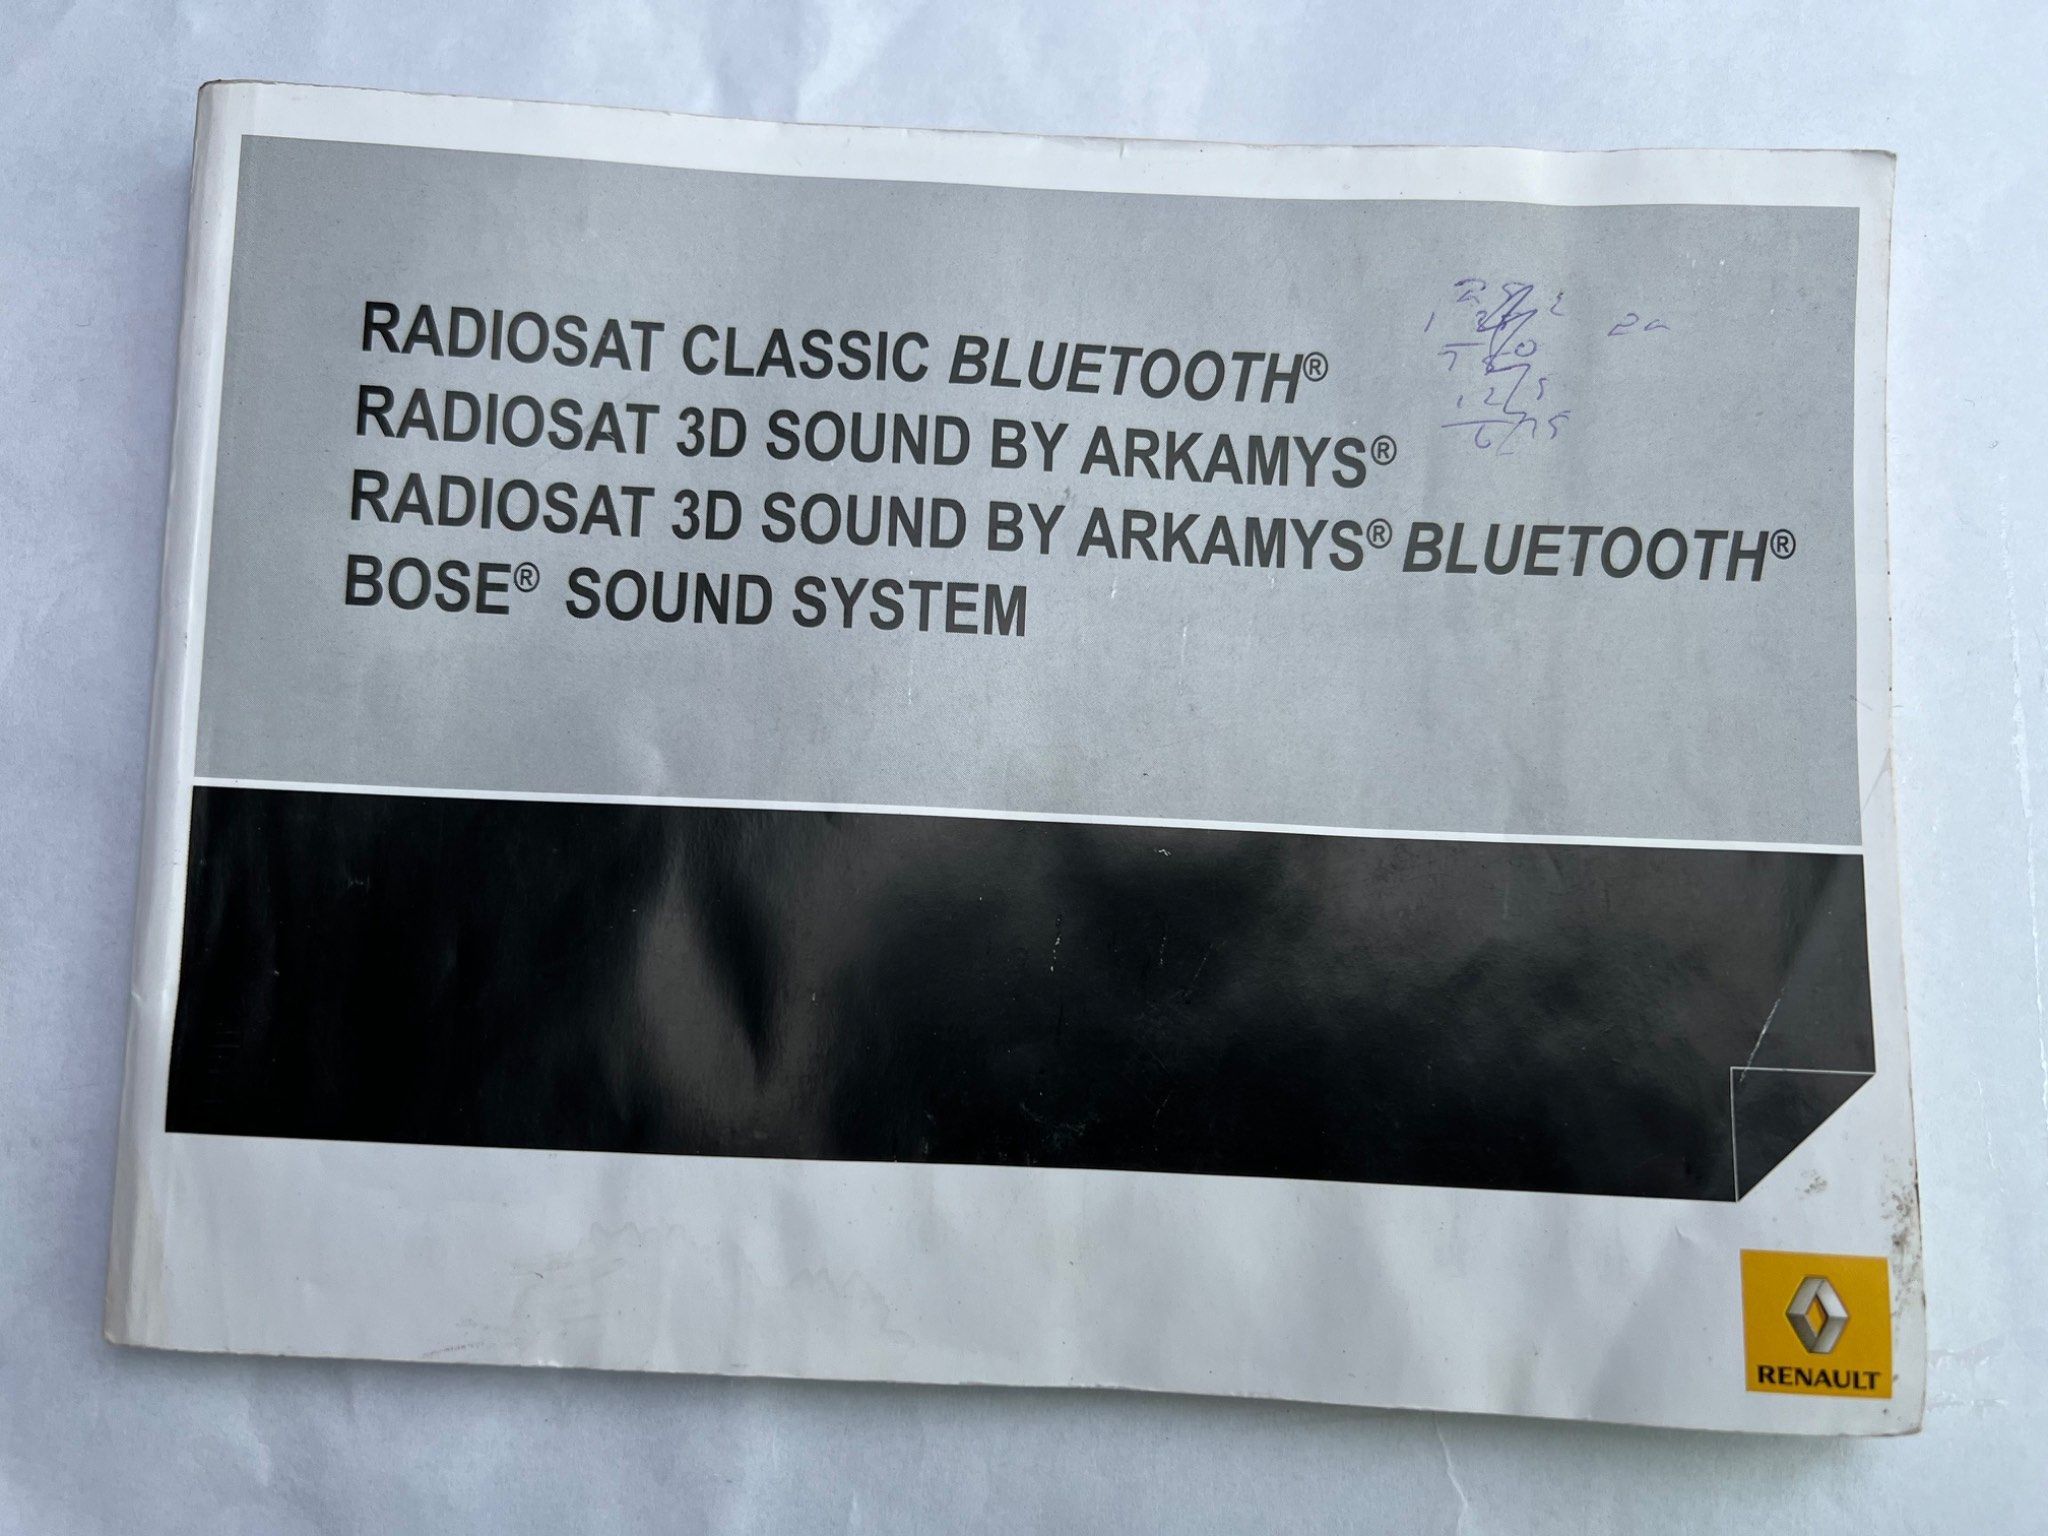 RADIOSAT CLASSIC BLUETOOTH®
RADIOSAT 3D SOUND BY ARKAMYS®
RADIOSAT 3D SOUND BY ARKAMYS® BLUETOOTH®
BOSE® SOUND SYSTEM
RENAULT